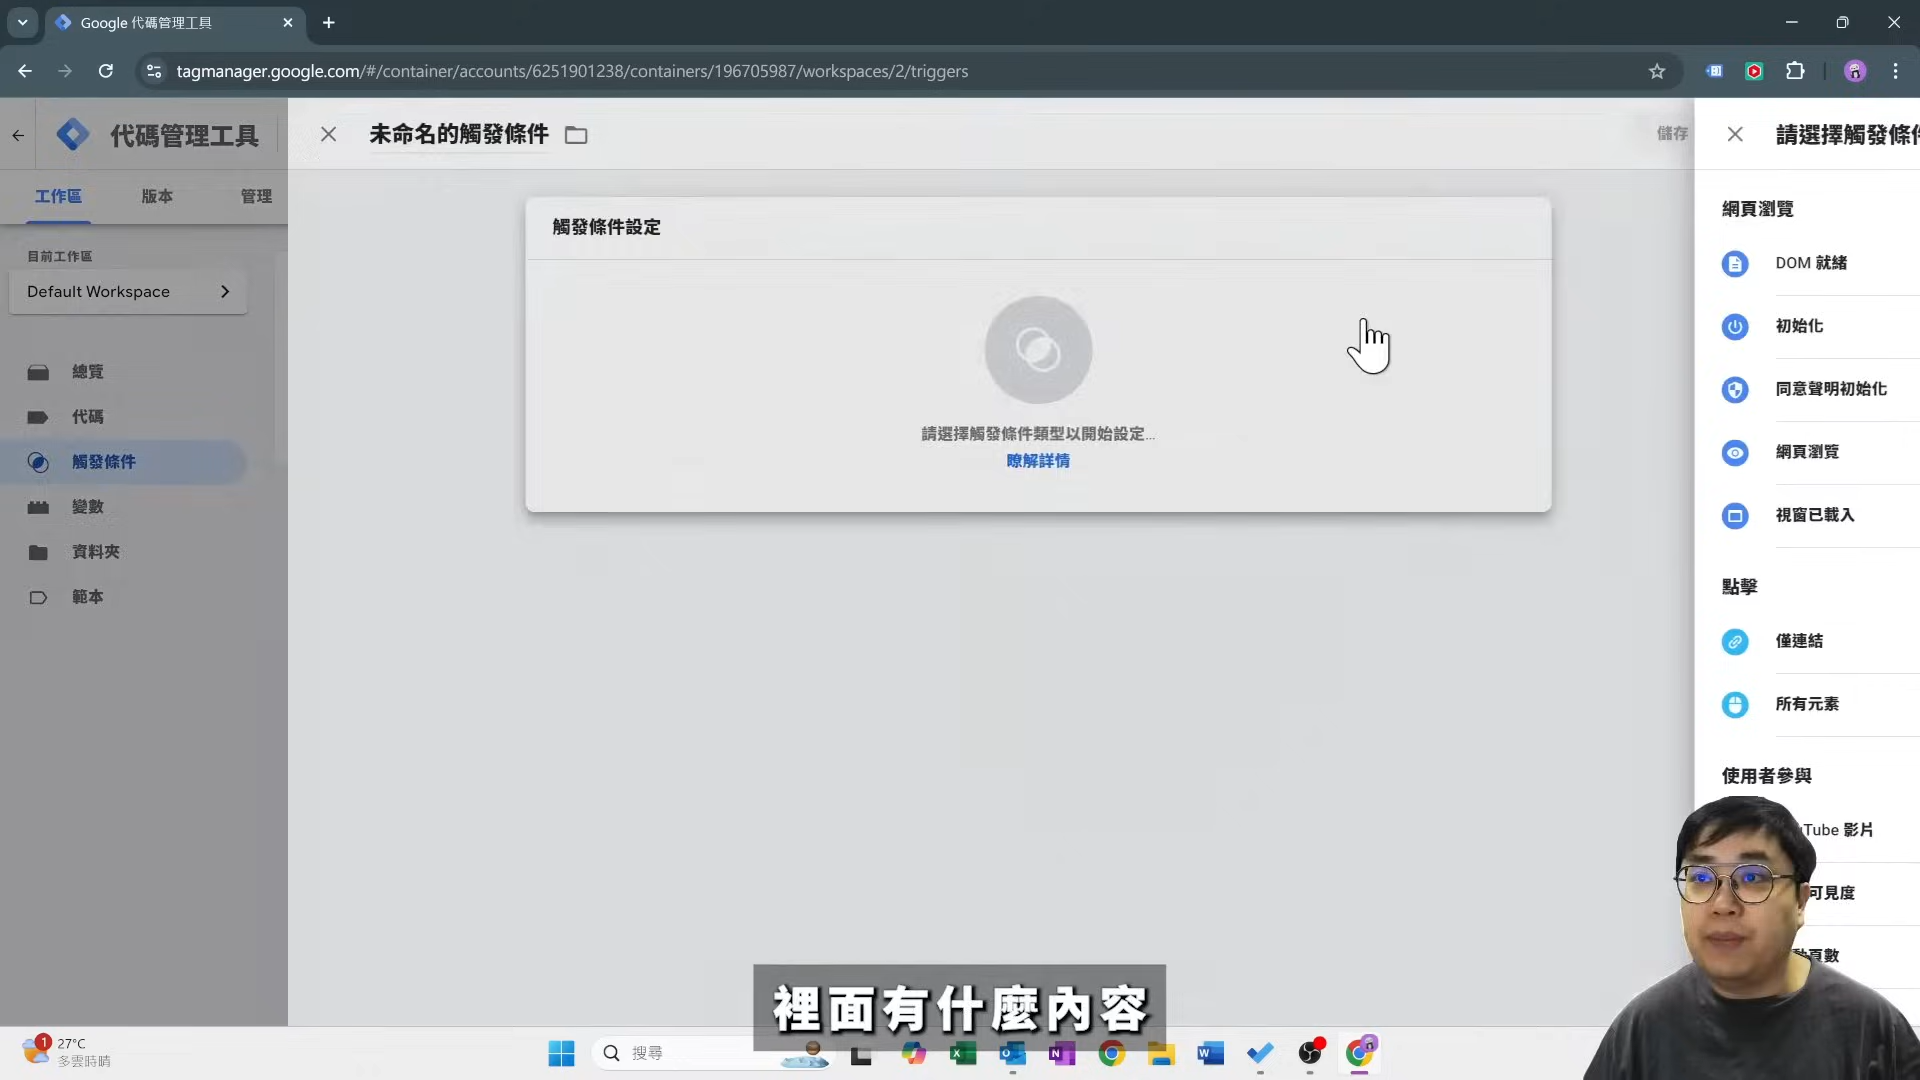 Google 代碼管理工具
tagmanager.google.com/#/container/accounts/6251901238/containers/196705987/workspaces/2/triggers
代碼管理工具
工作區
版本
管理
目前工作區
Default Workspace
總覽
代碼
觸發條件
變數
資料夾
範本
未命名的觸發條件
儲存
觸發條件設定
請選擇觸發條件類型以開始設定...
瞭解詳情
請選擇觸發條件
網頁瀏覽
DOM 就緒
初始化
同意聲明初始化
網頁瀏覽
視窗已載入
點擊
僅連結
所有元素
使用者參與
Tube 影片
可見度
頁數
裡面有什麼內容
1
27°C
多雲時晴
搜尋